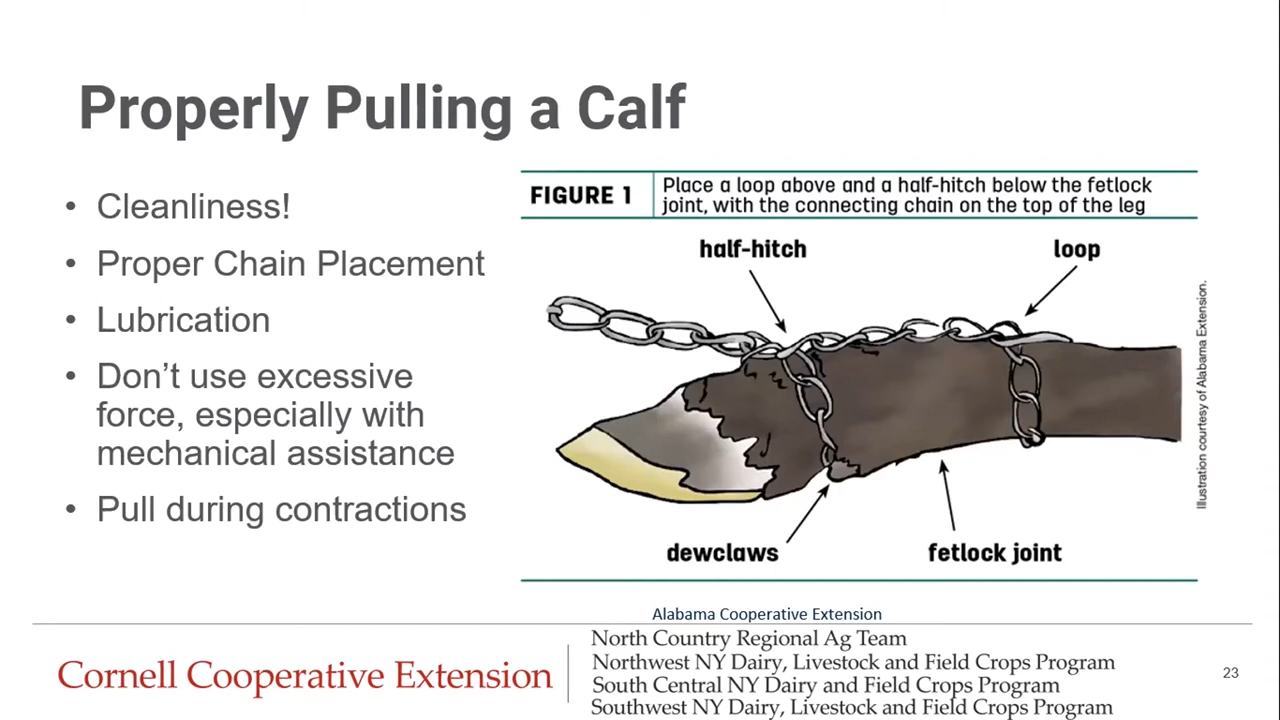 Properly Pulling a Calf
• Cleanliness!
• Proper Chain Placement
• Lubrication
• Don’t use excessive
force, especially with
mechanical assistance
• Pull during contractions
FIGURE 1
Place a loop above and a half-hitch below the fetlock
joint, with the connecting chain on the top of the leg
half-hitch
loop
dewclaws
fetlock joint
Illustration courtesy of Alabama Extension.
Alabama Cooperative Extension
Cornell Cooperative Extension
North Country Regional Ag Team
Northwest NY Dairy, Livestock and Field Crops Program
South Central NY Dairy and Field Crops Program
Southwest NY Dairy, Livestock and Field Crops Program
23